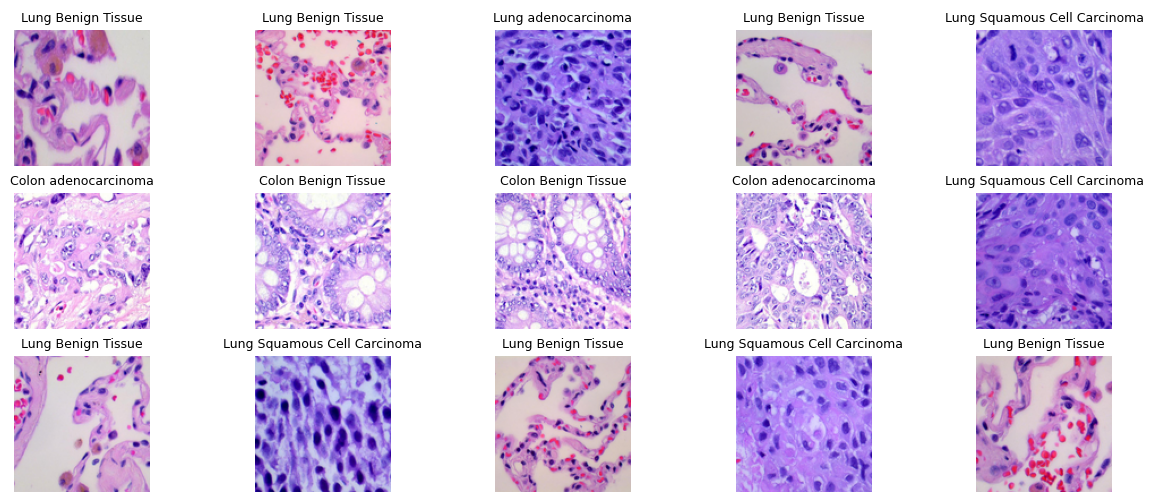 Lung Benign Tissue
Lung Benign Tissue
Lung adenocarcinoma
Lung Benign Tissue
Lung Squamous Cell Carcinoma
Colon adenocarcinoma
Colon Benign Tissue
Colon Benign Tissue
Colon adenocarcinoma
Lung Squamous Cell Carcinoma
Lung Benign Tissue
Lung Squamous Cell Carcinoma
Lung Benign Tissue
Lung Squamous Cell Carcinoma
Lung Benign Tissue